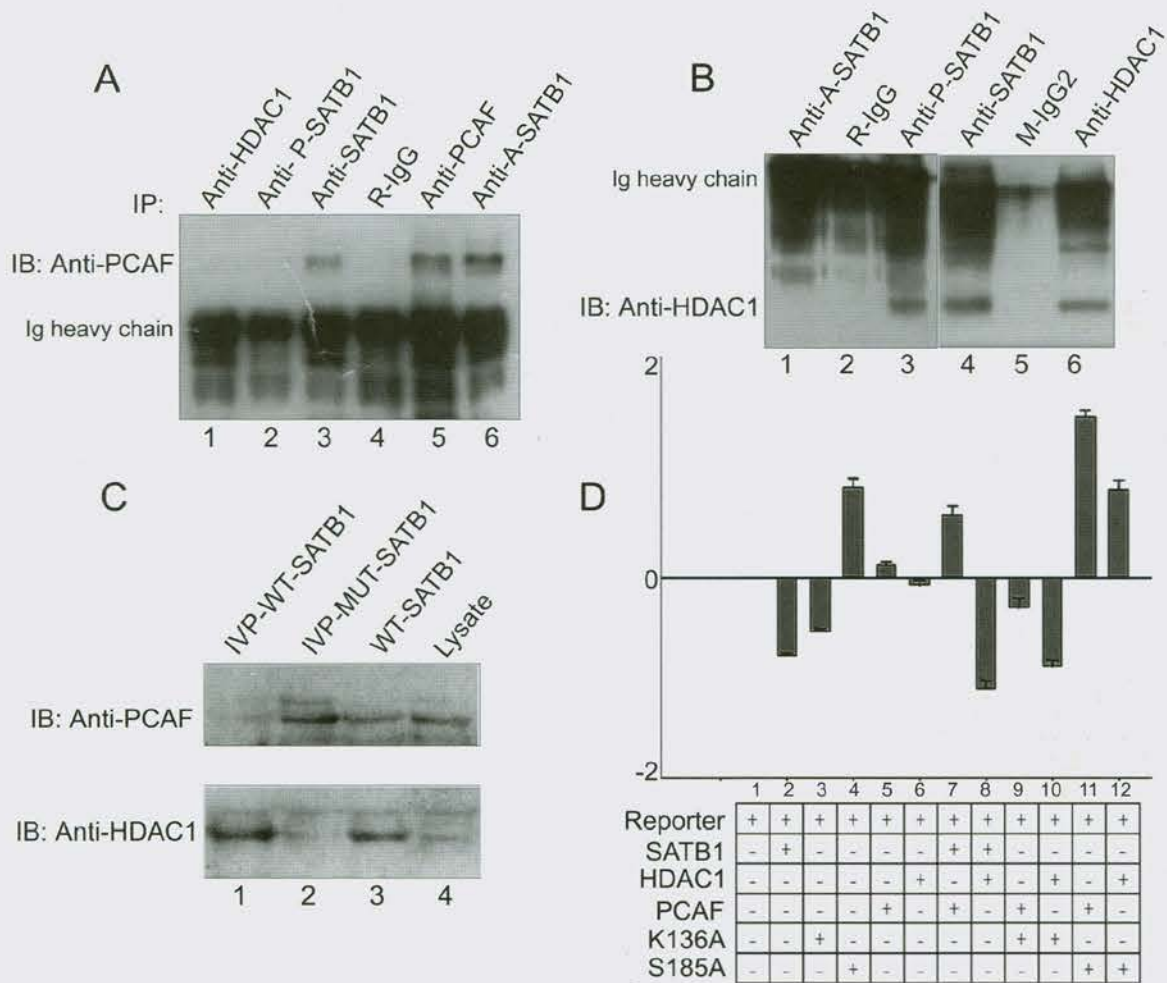 A
Anti-HDAC1
Anti- P-SATB1
Anti-SATB1
R-IgG
Anti-PCAF
Anti-A-SATB1
IP:
IB: Anti-PCAF
Ig heavy chain
1 2 3 4 5 6
B
Anti-A-SATB1
R-IgG
Anti-P-SATB1
Anti-SATB1
M-IgG2
Anti-HDAC1
Ig heavy chain
IB: Anti-HDAC1
1 2 3 4 5 6
C
IVP-WT-SATB1
IVP-MUT-SATB1
WT-SATB1
Lysate
IB: Anti-PCAF
IB: Anti-HDAC1
1 2 3 4
D
2
0
-2
1 2 3 4 5 6 7 8 9 10 11 12
Reporter + + + + + + + + + + + +
SATB1 - + - - - - + + - - - -
HDAC1 - - - - - + - + - + - +
PCAF - - - - + - + - + - + -
K136A - - + - - - - - + + - -
S185A - - - + - - - - - - + +